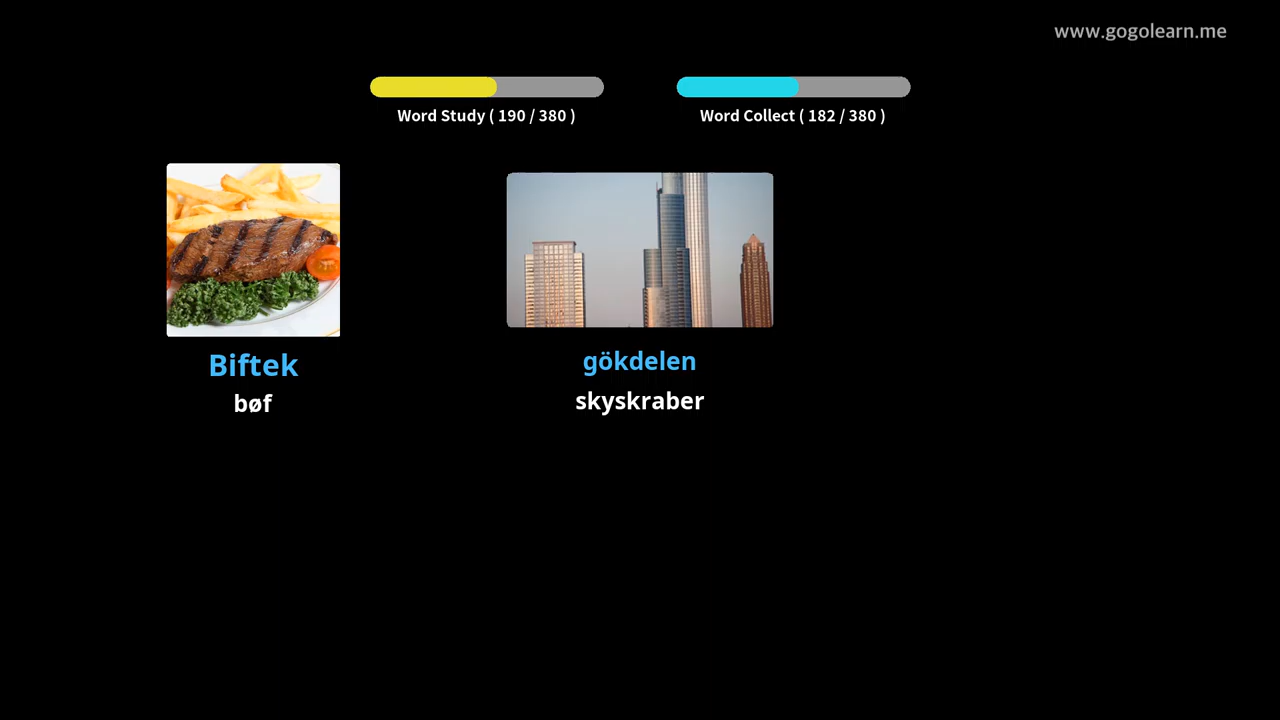 www.gogolearn.me
Word Study ( 190 / 380 )
Word Collect ( 182 / 380 )
Biftek
bøf
gökdelen
skyskraber